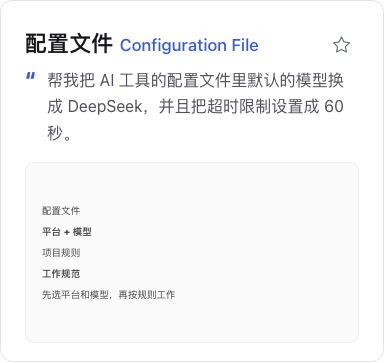 配置文件 Configuration File
“ 帮我把 AI 工具的配置文件里默认的模型换
成 DeepSeek，并且把超时限制设置成 60
秒。
配置文件
平台 + 模型
项目规则
工作规范
先选平台和模型，再按规则工作